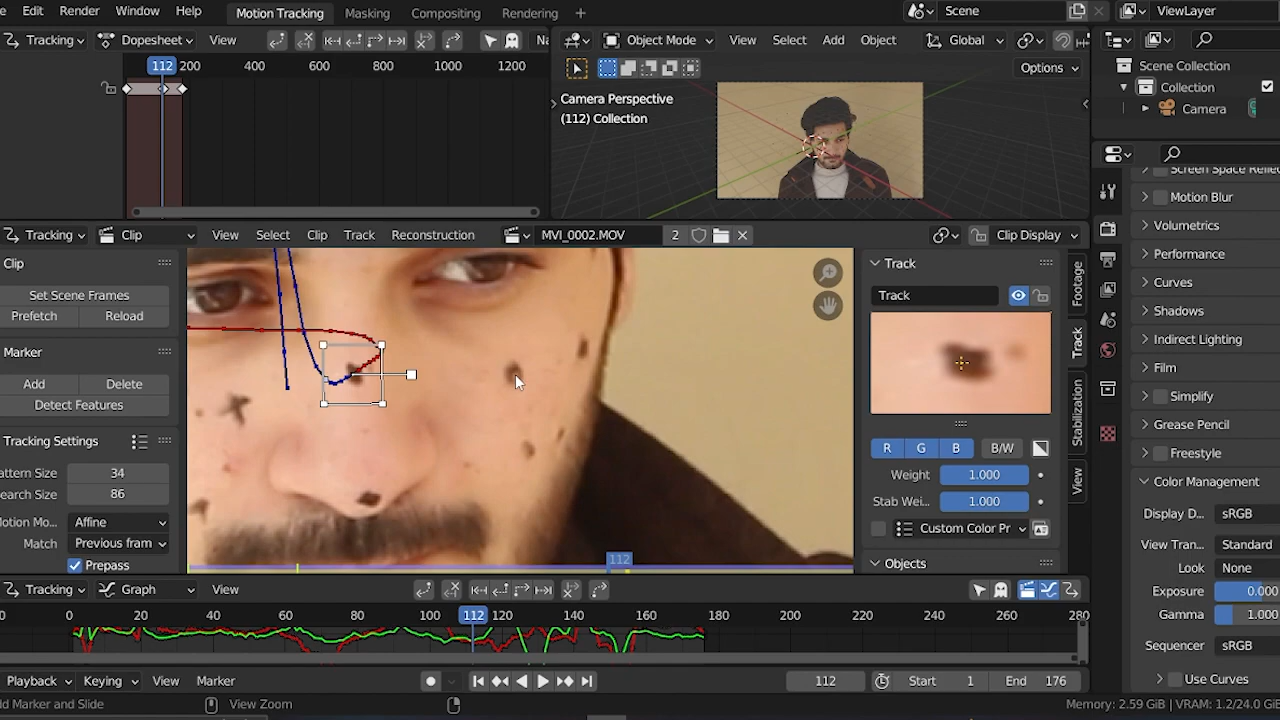 Edit Render Window Help Motion Tracking Masking Compositing Rendering + Scene ViewLayer
Tracking Dopesheet View Na Object Mode View Select Add Object Global
112 200 400 600 800 1000 1200
Options
Scene Collection
Collection
Camera
Camera Perspective
(112) Collection
Tracking Clip View Select Clip Track Reconstruction MVI_0002.MOV 2 Clip Display
Clip
Set Scene Frames
Prefetch Reload
Marker
Add Delete
Detect Features
Tracking Settings
attern Size 34
earch Size 86
Motion Mo... Affine
Match Previous fram
Prepass
112
Track
Track
R G B B/W
Weight 1.000
Stab Wei... 1.000
Custom Color Pr
Objects
Footage
Track
Stabilization
View
Screen Space Reflec
Motion Blur
Volumetrics
Performance
Curves
Shadows
Indirect Lighting
Film
Simplify
Grease Pencil
Freestyle
Color Management
Display D... sRGB
View Tran... Standard
Look None
Exposure 0.000
Gamma 1.000
Sequencer sRGB
Use Curves
Tracking Graph View
0 20 40 60 80 100 112 120 140 160 180 200 220 240 260 280
Playback Keying View Marker 112 Start 1 End 176
dd Marker and Slide View Zoom Memory: 2.59 GiB | VRAM: 1.2/24.0 GiB